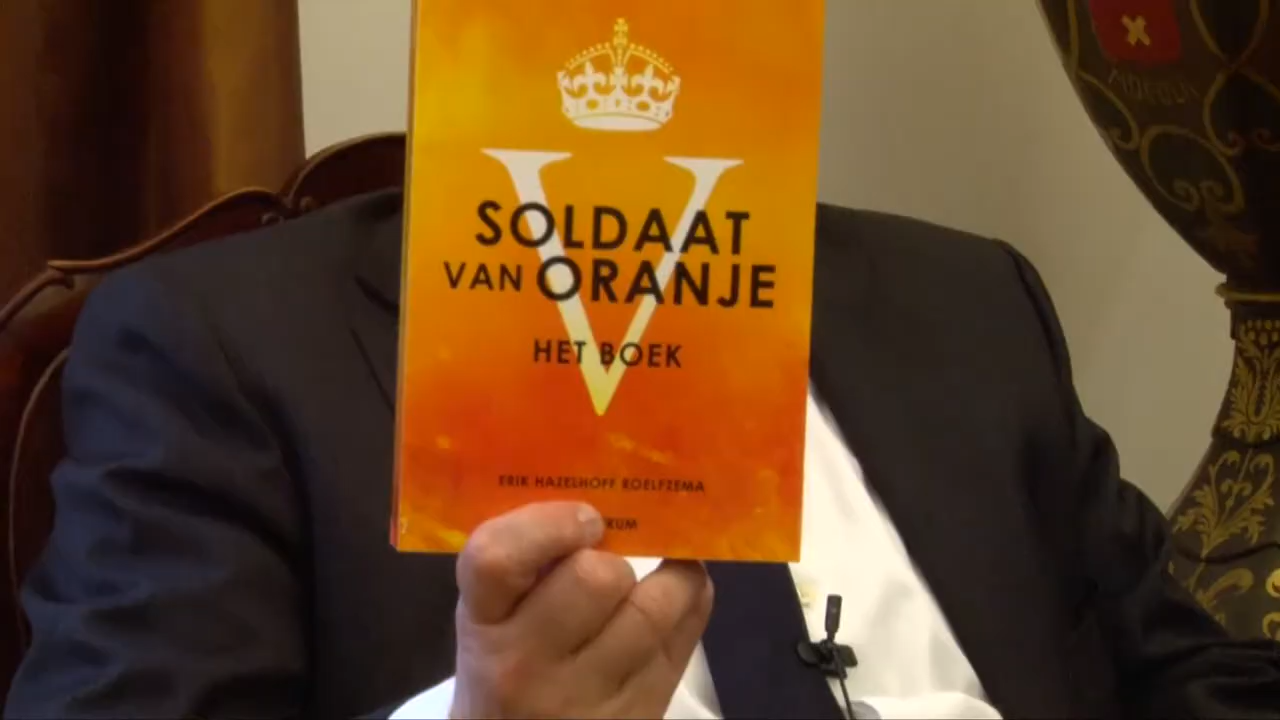 V
SOLDAAT
VAN ORANJE
HET BOEK
ERIK HAZELHOFF ROELFZEMA